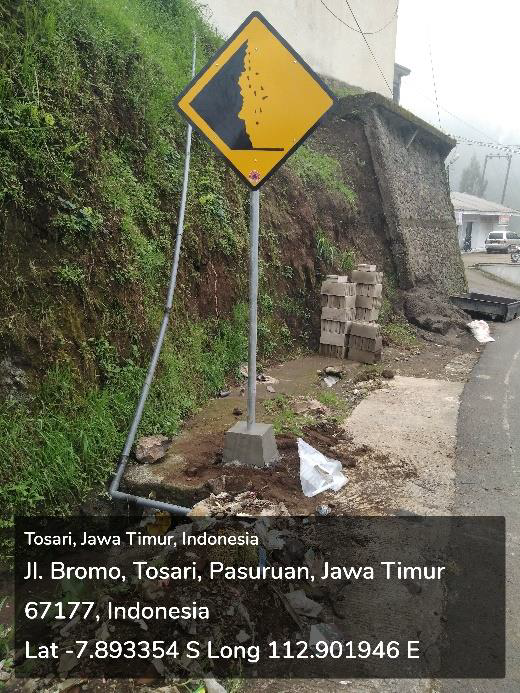 Tosari, Jawa Timur, Indonesia
Jl. Bromo, Tosari, Pasuruan, Jawa Timur
67177, Indonesia
Lat -7.893354 S Long 112.901946 E